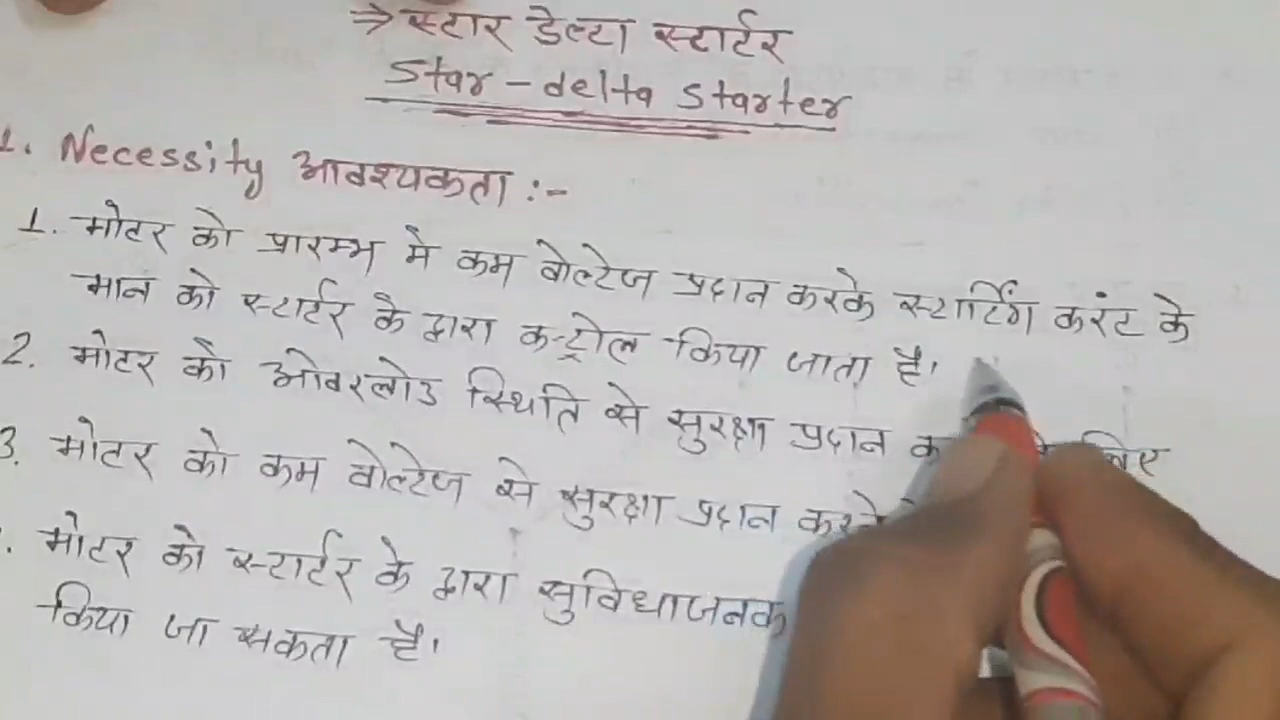 ⇒ स्टार डेल्टा स्टार्टर
Star - delta starter
1. Necessity आवश्यकता :-
1. मोटर को प्रारम्भ मे कम वोल्टेज प्रदान करके स्टार्टिंग करंट के
मान को स्टार्टर के द्वारा कन्ट्रोल किया जाता है।
2. मोटर को ओवरलोड स्थिति से सुरक्षा प्रदान
3. मोटर को कम वोल्टेज से सुरक्षा प्रदान करने
मोटर को स्टार्टर के द्वारा सुविधाजनक
किया जा सकता है।